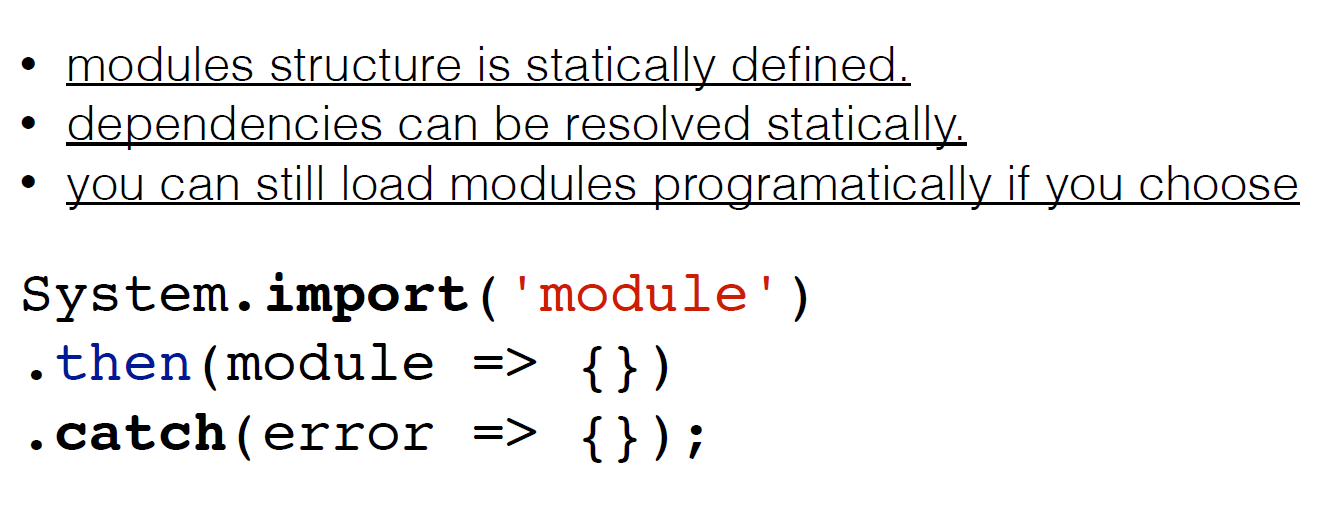 • modules structure is statically defined.
• dependencies can be resolved statically.
• you can still load modules programatically if you choose
System.import('module')
.then(module => {})
.catch(error => {});